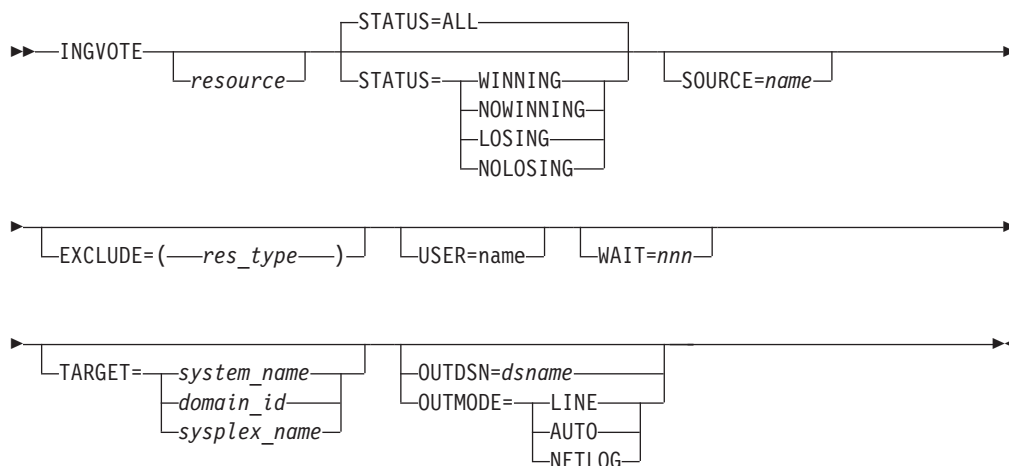 STATUS=ALL
INGVOTE
resource
STATUS=
WINNING
NOWINNING
LOSING
NOLOSING
SOURCE=name
EXCLUDE=( res_type )
USER=name
WAIT=nnn
TARGET=
system_name
domain_id
sysplex_name
OUTDSN=dsname
OUTMODE=
LINE
AUTO
NETLOG